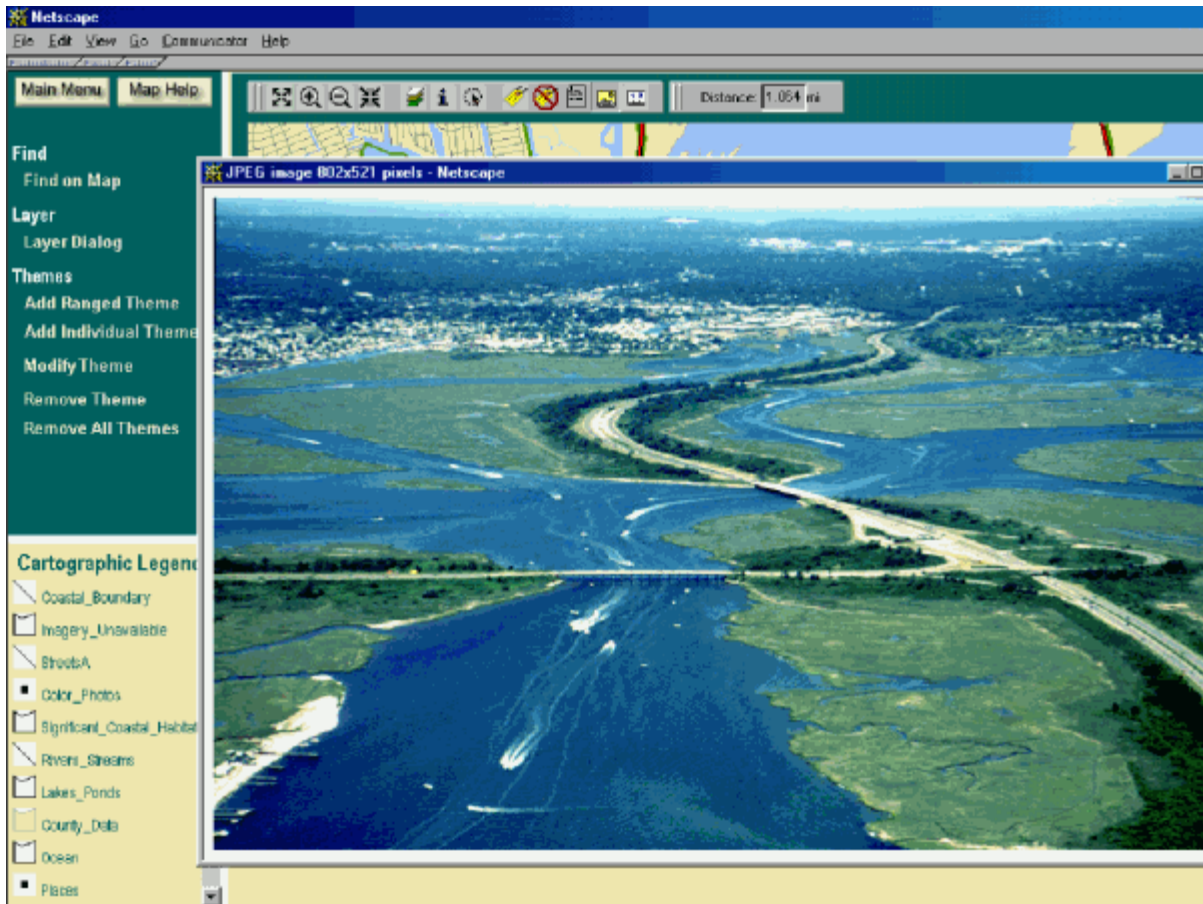 Netscape
File Edit View Go Communicator Help
Main Menu Map Help
Distance: 1.064 mi
Find
Find on Map
JPEG image 802x521 pixels - Netscape
Layer
Layer Dialog
Themes
Add Ranged Theme
Add Individual Theme
Modify Theme
Remove Theme
Remove All Themes
Cartographic Legend
Coastal_Boundary
Imagery_Unavailable
StreetsA
Color_Photos
Significant_Coastal_Habitat
Rivers_Streams
Lakes_Ponds
County_Data
Ocean
Places